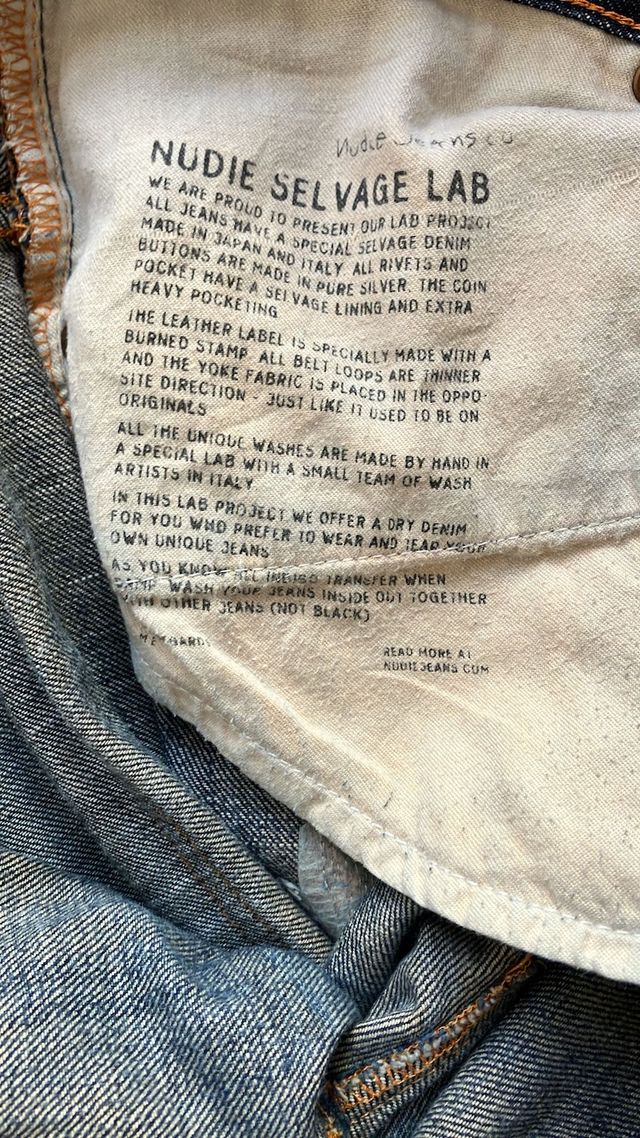 Nudie Jeans co
NUDIE SELVAGE LAB
WE ARE PROUD TO PRESENT OUR LAB PROJECT
ALL JEANS HAVE A SPECIAL SELVAGE DENIM
MADE IN JAPAN AND ITALY ALL RIVETS AND
BUTTONS ARE MADE IN PURE SILVER. THE COIN
POCKET HAVE A SELVAGE LINING AND EXTRA
HEAVY POCKETING
THE LEATHER LABEL IS SPECIALLY MADE WITH A
BURNED STAMP. ALL BELT LOOPS ARE THINNER
AND THE YOKE FABRIC IS PLACED IN THE OPPO-
SITE DIRECTION - JUST LIKE IT USED TO BE ON
ORIGINALS
ALL THE UNIQUE WASHES ARE MADE BY HAND IN
A SPECIAL LAB WITH A SMALL TEAM OF WASH
ARTISTS IN ITALY
IN THIS LAB PROJECT WE OFFER A DRY DENIM
FOR YOU WHO PREFER TO WEAR AND TEAR YOUR
OWN UNIQUE JEANS
AS YOU KNOW ALL INDIGO TRANSFER WHEN
DAMP WASH YOUR JEANS INSIDE OUT TOGETHER
WITH OTHER JEANS (NOT BLACK)
READ MORE AT
NUDIEJEANS.COM